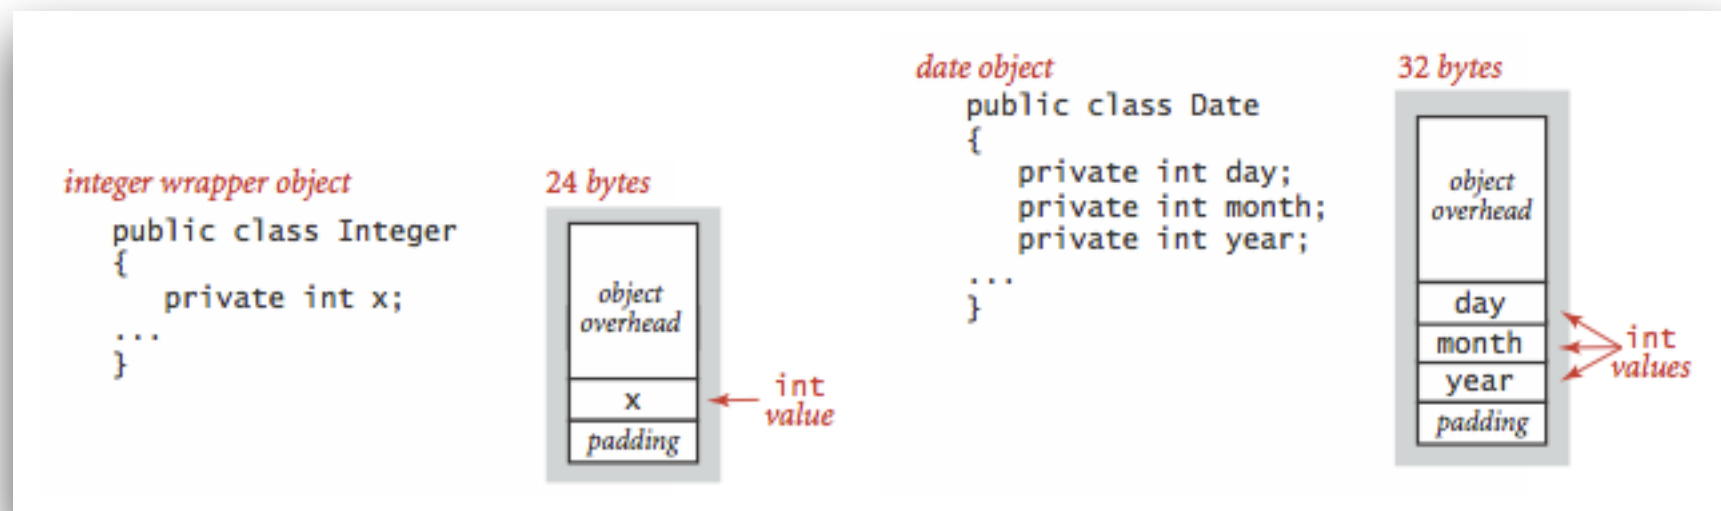 integer wrapper object
24 bytes
public class Integer
{
private int x;
...
}
object
overhead
x
padding
int
value
date object
32 bytes
public class Date
{
private int day;
private int month;
private int year;
...
}
object
overhead
day
month
year
padding
int
values